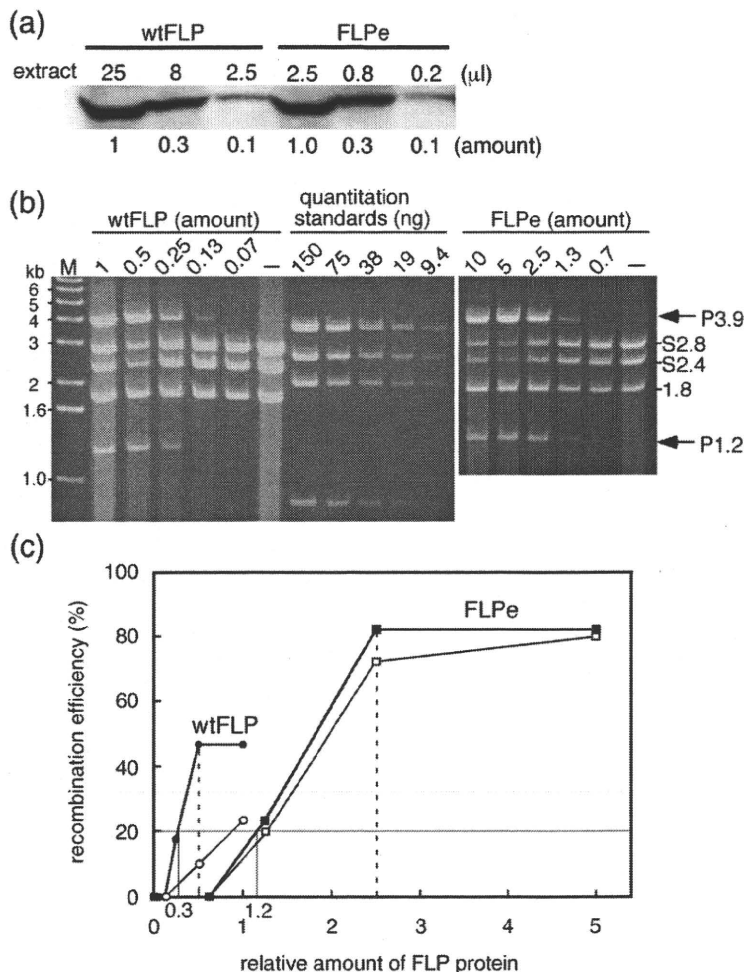 (a)
wtFLP FLPe
extract 25 8 2.5 2.5 0.8 0.2 (μl)
1 0.3 0.1 1.0 0.3 0.1 (amount)
(b)
wtFLP (amount) quantitation standards (ng) FLPe (amount)
kb M 1 0.5 0.25 0.13 0.07 — 150 75 38 19 9.4 10 5 2.5 1.3 0.7 —
6
5
4 P3.9
3 S2.8
S2.4
2 1.8
1.6
P1.2
1.0
(c)
100
FLPe
80
60
wtFLP
40
20
0
0.3 1.2
0 1 2 3 4 5
recombination efficiency (%)
relative amount of FLP protein